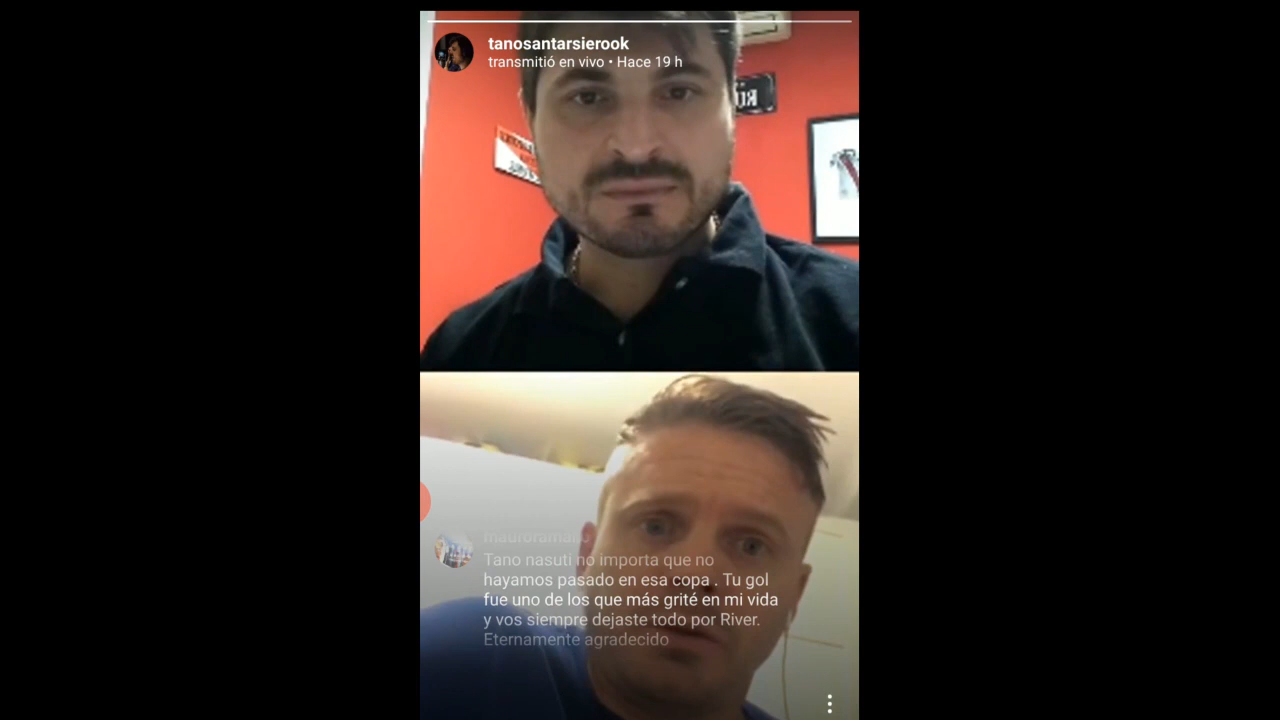 tanosantarsierook
transmitió en vivo • Hace 19 h
Tano nasuti no importa que no
hayamos pasado en esa copa . Tu gol
fue uno de los que más grité en mi vida
y vos siempre dejaste todo por River.
Eternamente agradecido